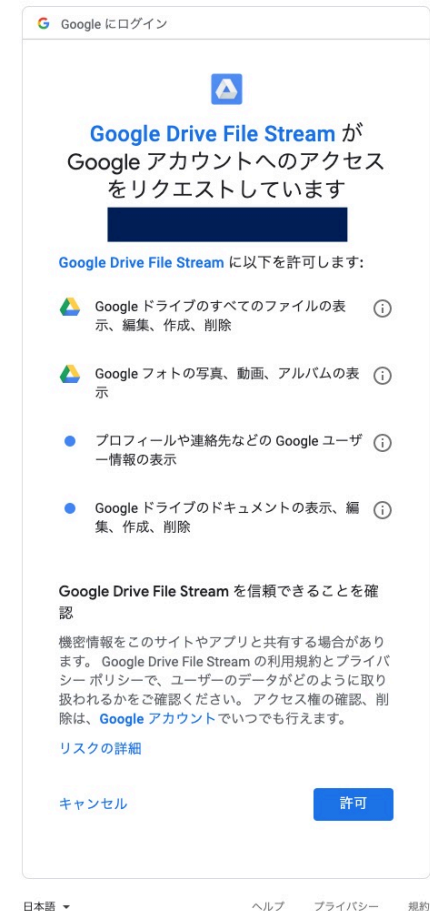 Google にログイン
Google Drive File Stream が
Google アカウントへのアクセス
をリクエストしています
Google Drive File Stream に以下を許可します:
Google ドライブのすべてのファイルの表
示、編集、作成、削除
Google フォトの写真、動画、アルバムの表
示
プロフィールや連絡先などの Google ユーザ
ー情報の表示
Google ドライブのドキュメントの表示、編
集、作成、削除
Google Drive File Stream を信頼できることを確
認
機密情報をこのサイトやアプリと共有する場合があり
ます。 Google Drive File Stream の利用規約とプライバ
シー ポリシーで、ユーザーのデータがどのように取り
扱われるかをご確認ください。 アクセス権の確認、削
除は、Google アカウントでいつでも行えます。
リスクの詳細
キャンセル 許可
日本語 ヘルプ プライバシー 規約